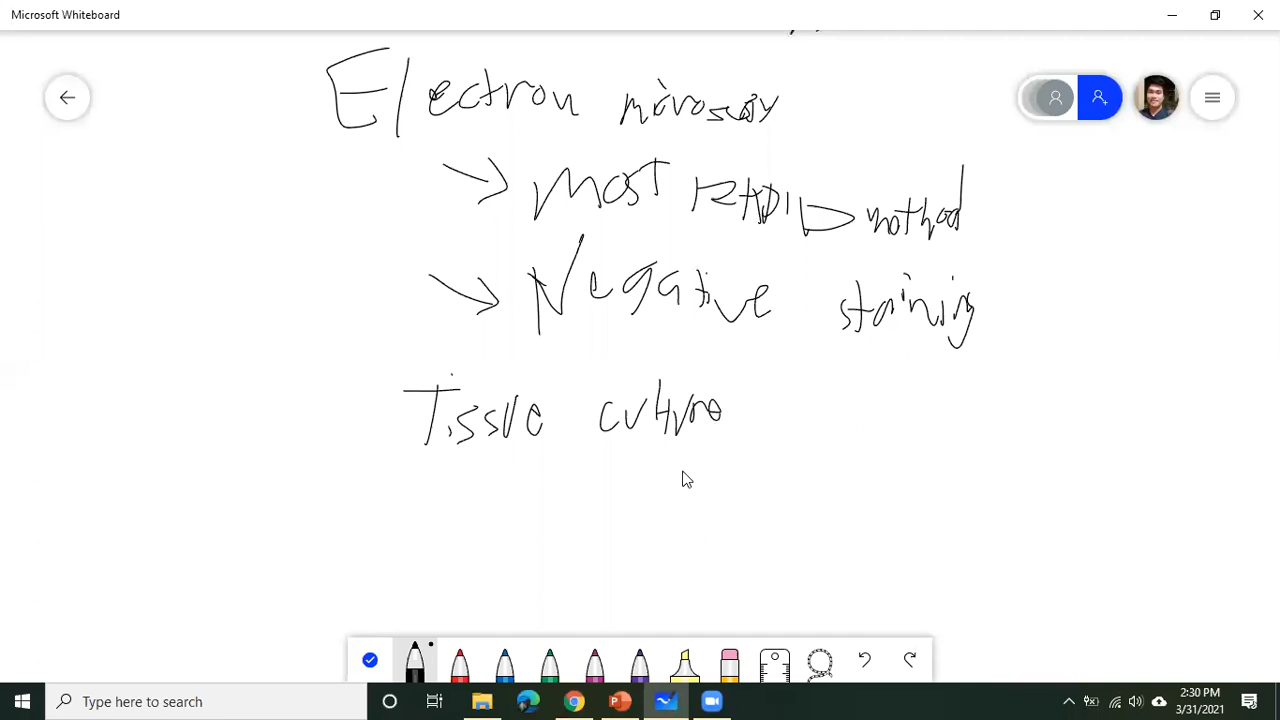 Microsoft Whiteboard
Electron microscopy
→ Most RAPID method
→ Negative staining
Tissue culture
Type here to search
2:30 PM
3/31/2021